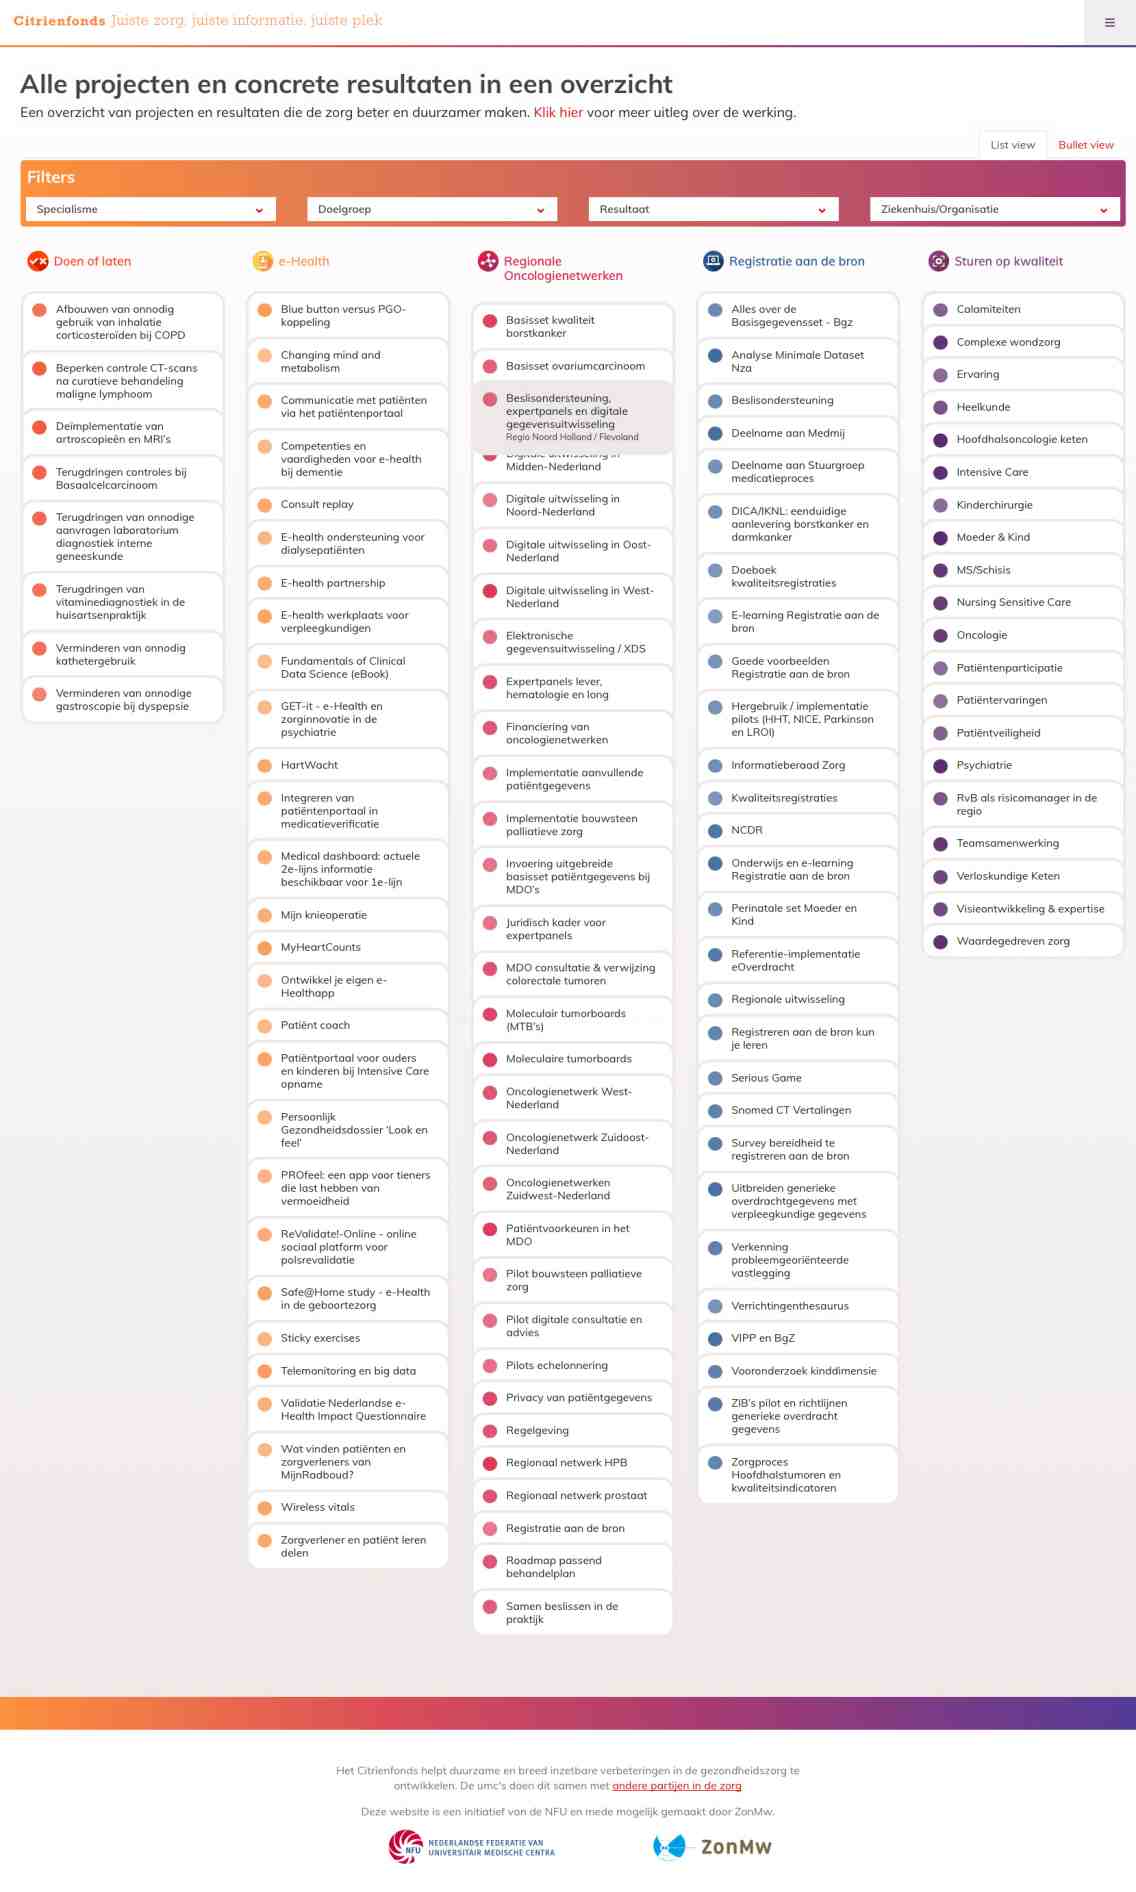 Citrienfonds Juiste zorg, juiste informatie, juiste plek
Alle projecten en concrete resultaten in een overzicht
Een overzicht van projecten en resultaten die de zorg beter en duurzamer maken. Klik hier voor meer uitleg over de werking.
List view
Bullet view
Filters
Specialisme
Doelgroep
Resultaat
Ziekenhuis/Organisatie
Doen of laten
Afbouwen van onnodig
gebruik van inhalatie
corticosteroïden bij COPD
Beperken controle CT-scans
na curatieve behandeling
maligne lymphoom
Deïmplementatie van
artroscopieën en MRI's
Terugdringen controles bij
Basaalcelcarcinoom
Terugdringen van onnodige
aanvragen laboratorium
diagnostiek interne
geneeskunde
Terugdringen van
vitaminediagnostiek in de
huisartsenpraktijk
Verminderen van onnodig
kathetergebruik
Verminderen van onnodige
gastroscopie bij dyspepsie
e-Health
Blue button versus PGO-
koppeling
Changing mind and
metabolism
Communicatie met patiënten
via het patiëntenportaal
Competenties en
vaardigheden voor e-health
bij dementie
Consult replay
E-health ondersteuning voor
dialysepatiënten
E-health partnership
E-health werkplaats voor
verpleegkundigen
Fundamentals of Clinical
Data Science (eBook)
GET-it - e-Health en
zorginnovatie in de
psychiatrie
HartWacht
Integreren van
patiëntenportaal in
medicatieverificatie
Medical dashboard: actuele
2e-lijns informatie
beschikbaar voor 1e-lijn
Mijn knieoperatie
MyHeartCounts
Ontwikkel je eigen e-
Healthapp
Patiënt coach
Patiëntportaal voor ouders
en kinderen bij Intensive Care
opname
Persoonlijk
Gezondheidsdossier 'Look en
feel'
PROfeel: een app voor tieners
die last hebben van
vermoeidheid
ReValidate!-Online - online
sociaal platform voor
polsrevalidatie
Safe@Home study - e-Health
in de geboortezorg
Sticky exercises
Telemonitoring en big data
Validatie Nederlandse e-
Health Impact Questionnaire
Wat vinden patiënten en
zorgverleners van
MijnRadboud?
Wireless vitals
Zorgverlener en patiënt leren
delen
Regionale
Oncologienetwerken
Basisset kwaliteit
borstkanker
Basisset ovariumcarcinoom
Beslisondersteuning,
expertpanels en digitale
gegevensuitwisseling
Regio Noord Holland / Flevoland
Digitale uitwisseling in
Midden-Nederland
Digitale uitwisseling in
Noord-Nederland
Digitale uitwisseling in Oost-
Nederland
Digitale uitwisseling in West-
Nederland
Elektronische
gegevensuitwisseling / XDS
Expertpanels lever,
hematologie en long
Financiering van
oncologienetwerken
Implementatie aanvullende
patiëntgegevens
Implementatie bouwsteen
palliatieve zorg
Invoering uitgebreide
basisset patiëntgegevens bij
MDO's
Juridisch kader voor
expertpanels
MDO consultatie & verwijzing
colorectale tumoren
Moleculair tumorboards
(MTB's)
Moleculaire tumorboards
Oncologienetwerk West-
Nederland
Oncologienetwerk Zuidoost-
Nederland
Oncologienetwerken
Zuidwest-Nederland
Patiëntvoorkeuren in het
MDO
Pilot bouwsteen palliatieve
zorg
Pilot digitale consultatie en
advies
Pilots echelonnering
Privacy van patiëntgegevens
Regelgeving
Regionaal netwerk HPB
Regionaal netwerk prostaat
Registratie aan de bron
Roadmap passend
behandelplan
Samen beslissen in de
praktijk
Registratie aan de bron
Alles over de
Basisgegevensset - Bgz
Analyse Minimale Dataset
Nza
Beslisondersteuning
Deelname aan Medmij
Deelname aan Stuurgroep
medicatieproces
DICA/IKNL: eenduidige
aanlevering borstkanker en
darmkanker
Doeboek
kwaliteitsregistraties
E-learning Registratie aan de
bron
Goede voorbeelden
Registratie aan de bron
Hergebruik / implementatie
pilots (HHT, NICE, Parkinson
en LROI)
Informatieberaad Zorg
Kwaliteitsregistraties
NCDR
Onderwijs en e-learning
Registratie aan de bron
Perinatale set Moeder en
Kind
Referentie-implementatie
eOverdracht
Regionale uitwisseling
Registreren aan de bron kun
je leren
Serious Game
Snomed CT Vertalingen
Survey bereidheid te
registreren aan de bron
Uitbreiden generieke
overdrachtgegevens met
verpleegkundige gegevens
Verkenning
probleemgeoriënteerde
vastlegging
Verrichtingenthesaurus
VIPP en BgZ
Vooronderzoek kinddimensie
ZIB's pilot en richtlijnen
generieke overdracht
gegevens
Zorgproces
Hoofdhalstumoren en
kwaliteitsindicatoren
Sturen op kwaliteit
Calamiteiten
Complexe wondzorg
Ervaring
Heelkunde
Hoofdhalsoncologie keten
Intensive Care
Kinderchirurgie
Moeder & Kind
MS/Schisis
Nursing Sensitive Care
Oncologie
Patiëntenparticipatie
Patiëntervaringen
Patiëntveiligheid
Psychiatrie
RvB als risicomanager in de
regio
Teamsamenwerking
Verloskundige Keten
Visieontwikkeling & expertise
Waardegedreven zorg
Het Citrienfonds helpt duurzame en breed inzetbare verbeteringen in de gezondheidszorg te
ontwikkelen. De umc's doen dit samen met andere partijen in de zorg
Deze website is een initiatief van de NFU en mede mogelijk gemaakt door ZonMw.
NFU
NEDERLANDSE FEDERATIE VAN
UNIVERSITAIR MEDISCHE CENTRA
ZonMw